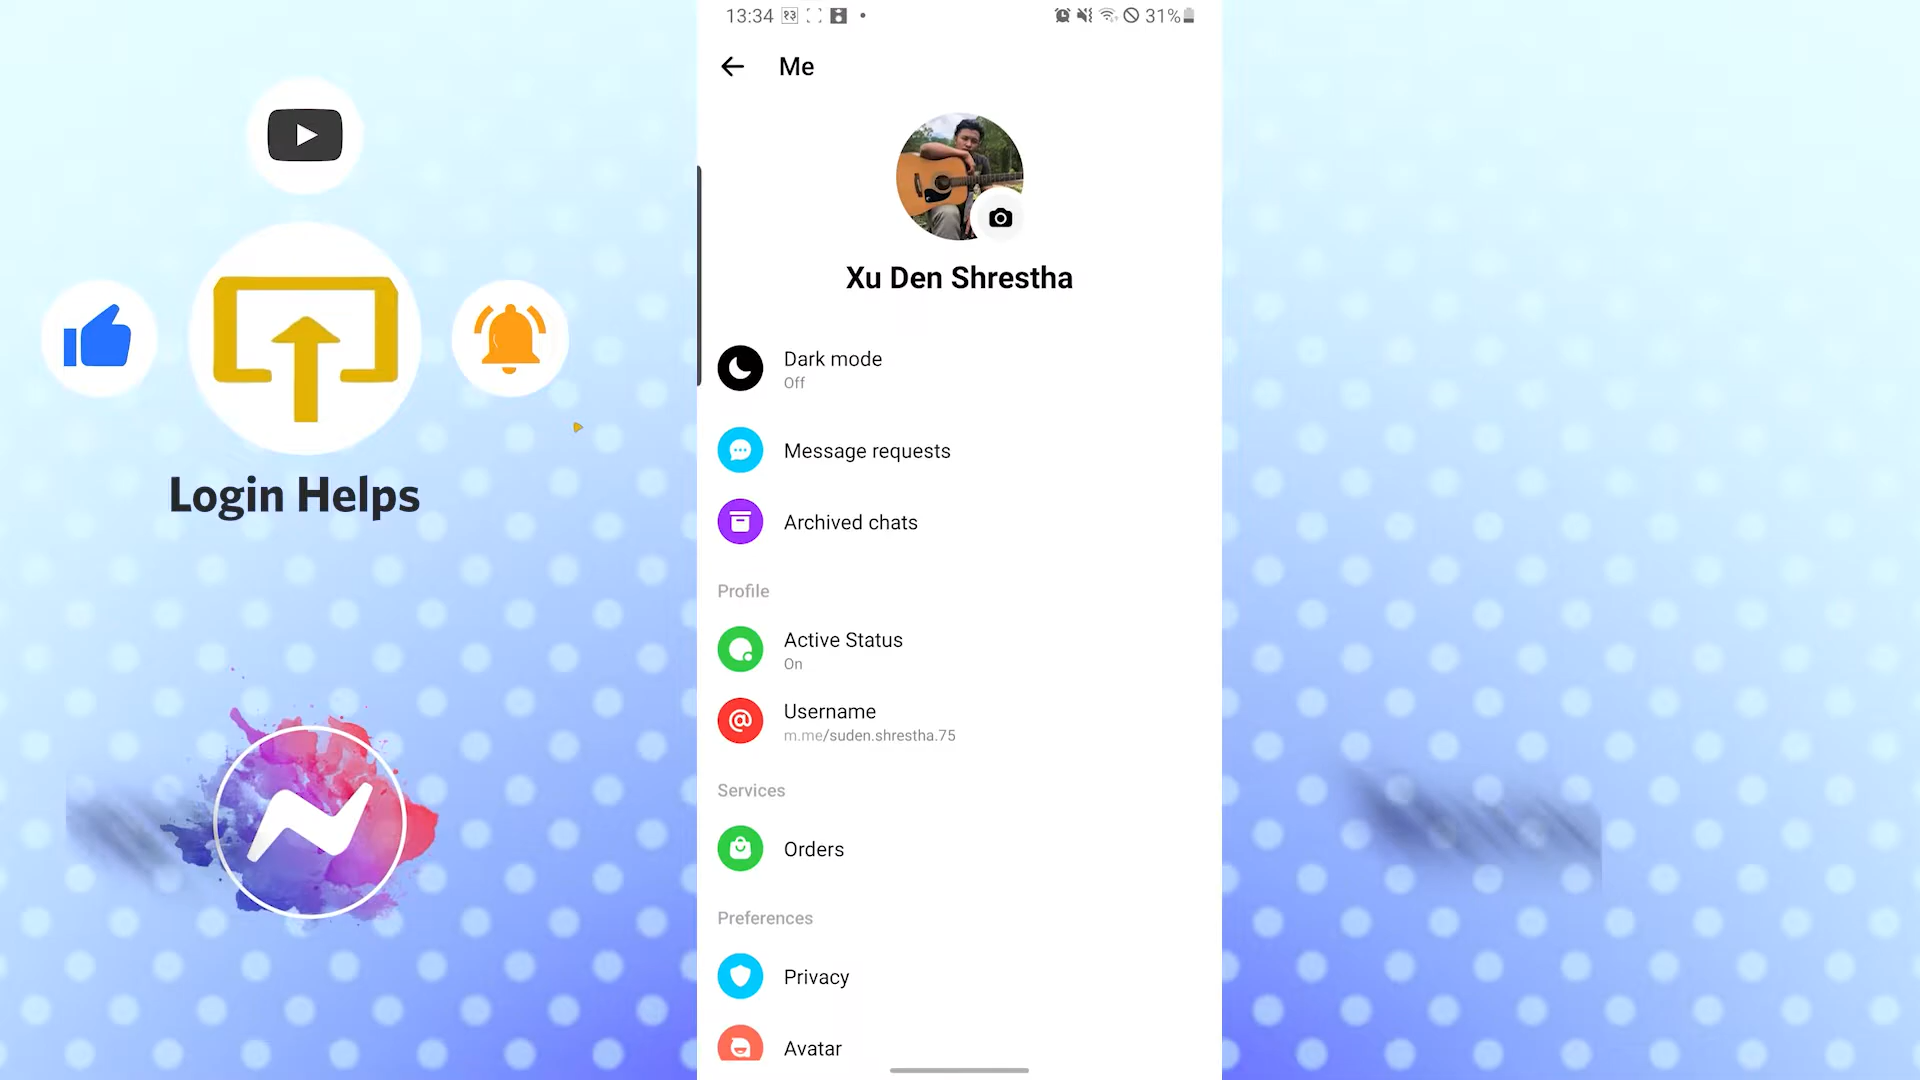 13:34 १३ 31%
Me
Xu Den Shrestha
Dark mode
Off
Message requests
Archived chats
Profile
Active Status
On
Username
m.me/suden.shrestha.75
Services
Orders
Preferences
Privacy
Avatar
Login Helps